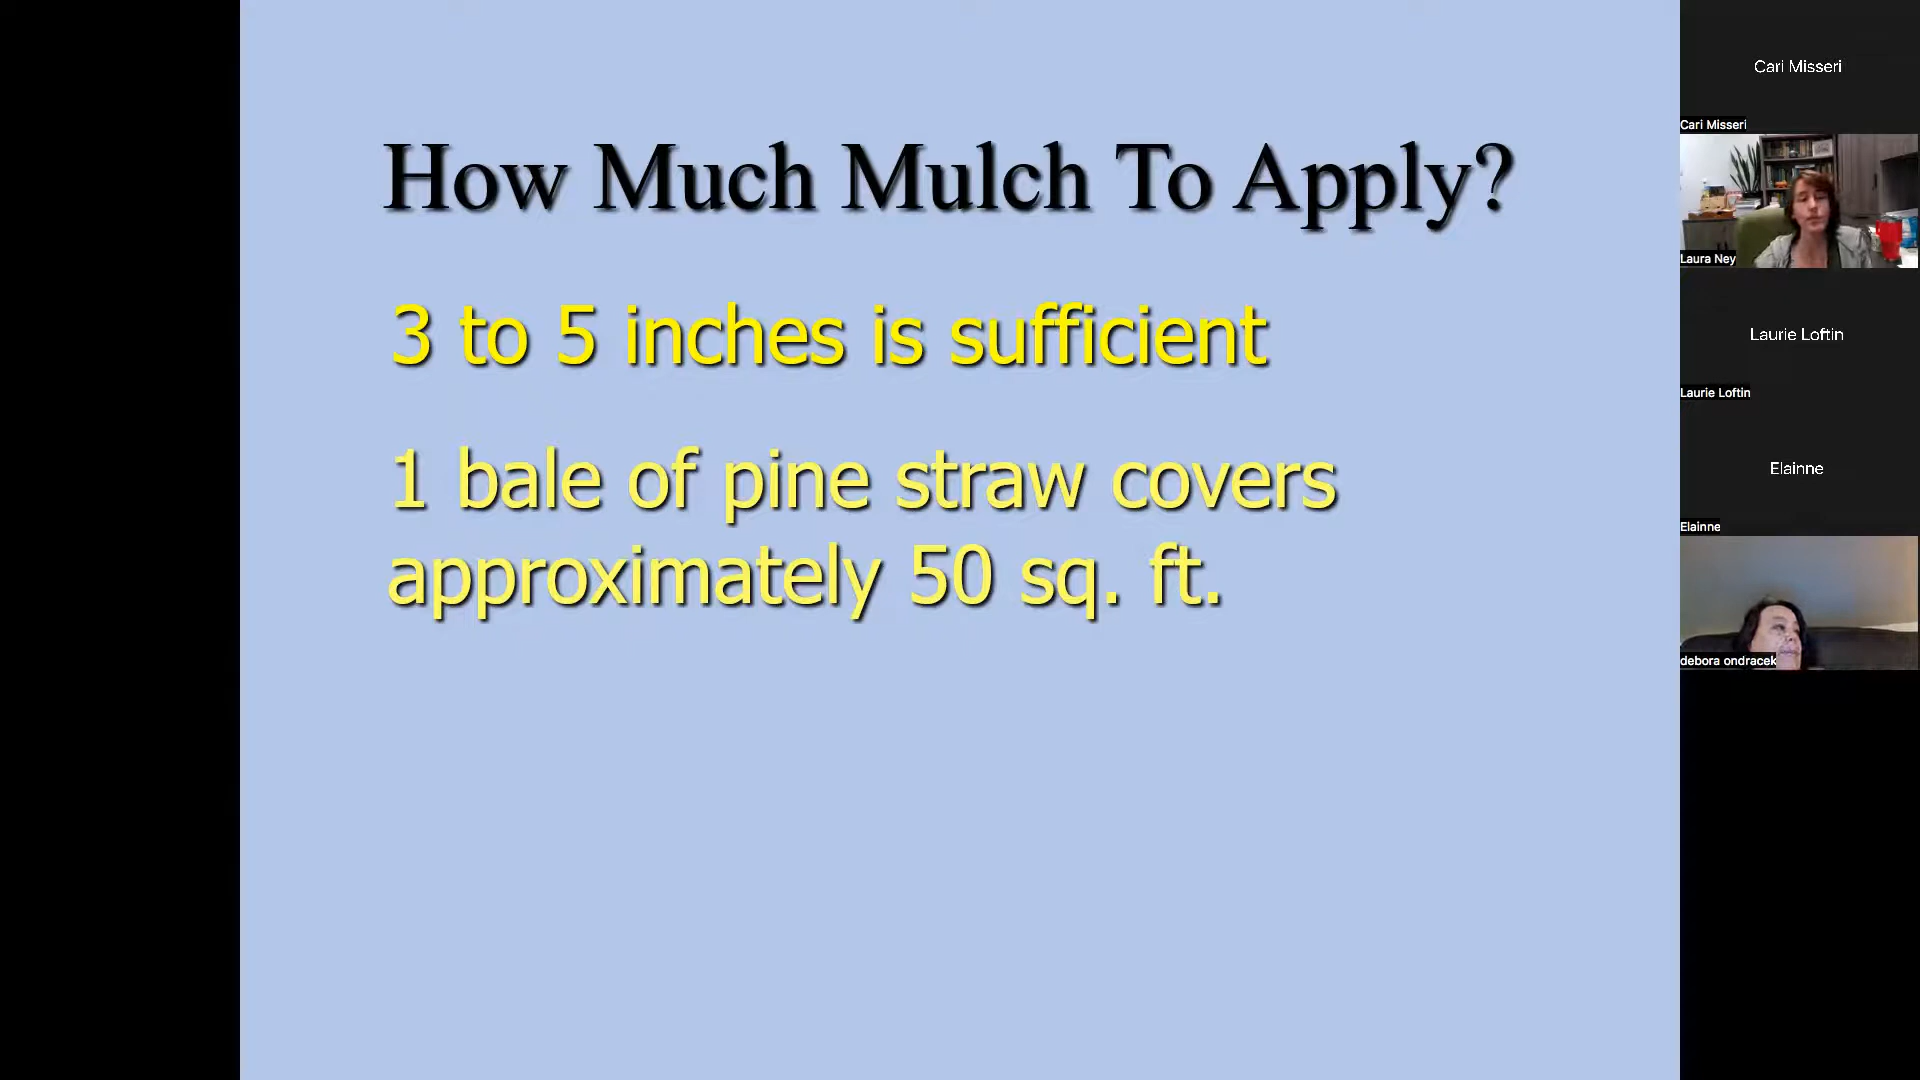 How Much Mulch To Apply?
3 to 5 inches is sufficient
1 bale of pine straw covers
approximately 50 sq. ft.
Cari Misseri
Cari Misseri
Laura Ney
Laurie Loftin
Laurie Loftin
Elainne
Elainne
debora ondracek